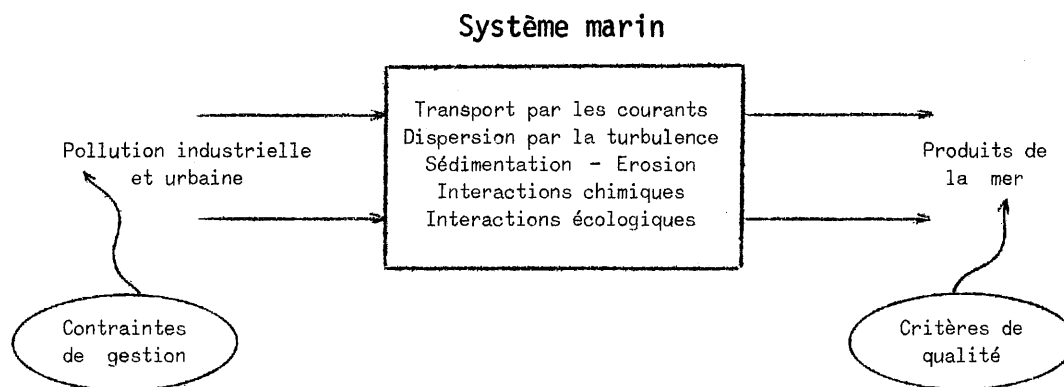 Système marin
Transport par les courants
Dispersion par la turbulence
Sédimentation - Erosion
Interactions chimiques
Interactions écologiques
Pollution industrielle
et urbaine
Produits de
la mer
Contraintes
de gestion
Critères de
qualité